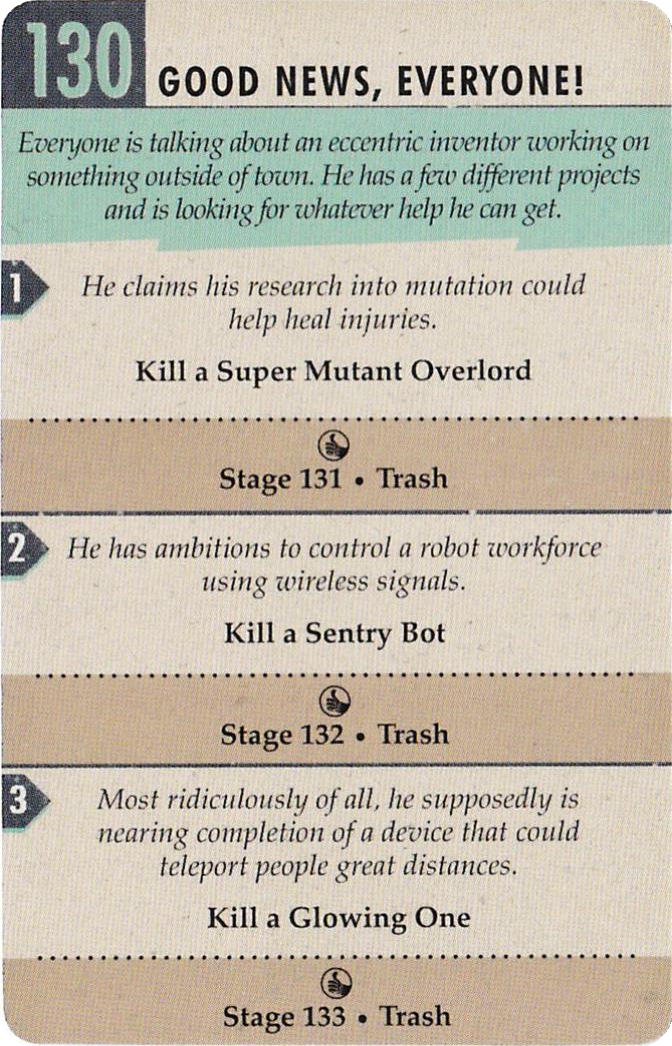 130
GOOD NEWS, EVERYONE!
Everyone is talking about an eccentric inventor working on
something outside of town. He has a few different projects
and is looking for whatever help he can get.
1
He claims his research into mutation could
help heal injuries.
Kill a Super Mutant Overlord
Stage 131 • Trash
2
He has ambitions to control a robot workforce
using wireless signals.
Kill a Sentry Bot
Stage 132 • Trash
3
Most ridiculously of all, he supposedly is
nearing completion of a device that could
teleport people great distances.
Kill a Glowing One
Stage 133 • Trash